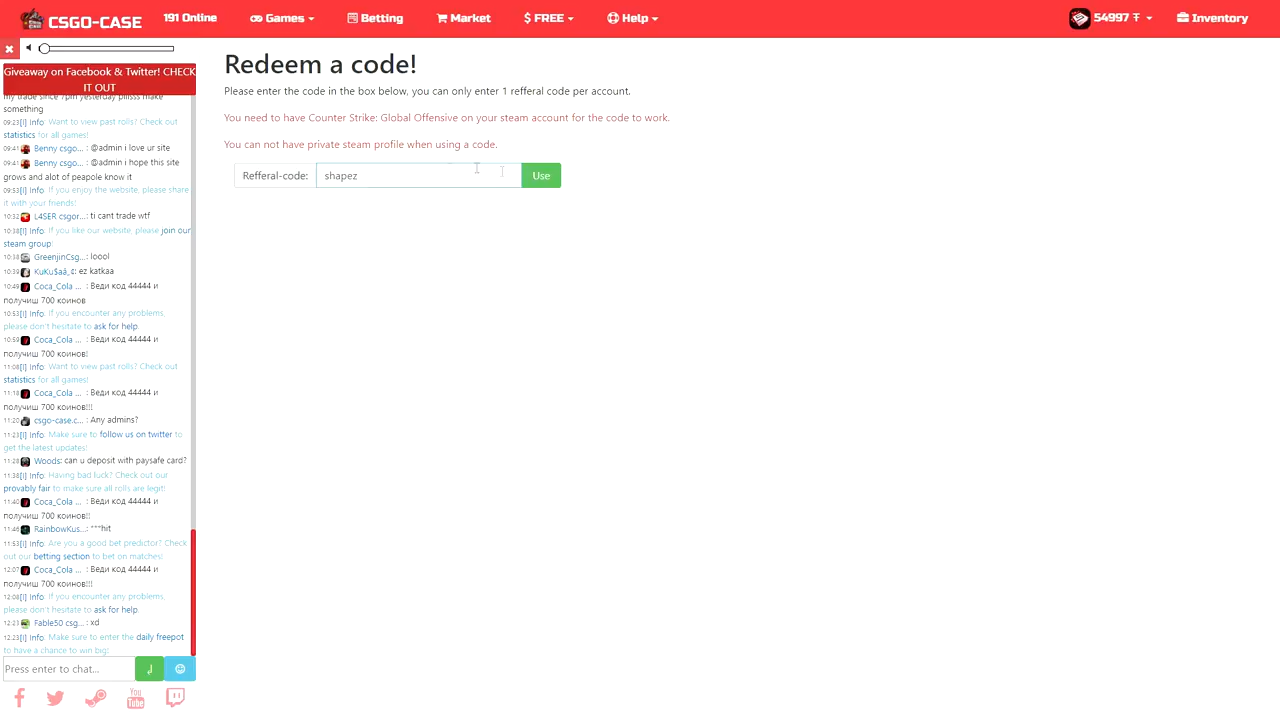 CSGO-CASE 191 Online Games Betting Market $ FREE Help 54997 Ŧ Inventory
Giveaway on Facebook & Twitter! CHECK
IT OUT
my trade since 7pm yesterday plisss make
something
09:23[i] Info: Want to view past rolls? Check out
statistics for all games!
09:41 Benny csgo...: @admin i love ur site
09:41 Benny csgo...: @admin i hope this site
grows and alot of peapole know it
09:53[i] Info: If you enjoy the website, please share
it with your friends!
10:32 L4SER csgor...: ti cant trade wtf
10:38[i] Info: If you like our website, please join our
steam group!
10:38 GreenjinCsg...: loool
10:39 KuKuSaâ„¢: ez katkaa
10:49 Coca_Cola ... : Веди код 44444 и
получиш 700 коинов
10:53[i] Info: If you encounter any problems,
please don't hesitate to ask for help.
10:59 Coca_Cola ... : Веди код 44444 и
получиш 700 коинов!
11:08[i] Info: Want to view past rolls? Check out
statistics for all games!
11:18 Coca_Cola ... : Веди код 44444 и
получиш 700 коинов!!!
11:20 csgo-case.c... : Any admins?
11:23[i] Info: Make sure to follow us on twitter to
get the latest updates!
11:28 Woods: can u deposit with paysafe card?
11:38[i] Info: Having bad luck? Check out our
provably fair to make sure all rolls are legit!
11:40 Coca_Cola ... : Веди код 44444 и
получиш 700 коинов!!
11:46 RainbowKus...: ***hit
11:53[i] Info: Are you a good bet predictor? Check
out our betting section to bet on matches!
12:07 Coca_Cola ... : Веди код 44444 и
получиш 700 коинов!!!
12:08[i] Info: If you encounter any problems,
please don't hesitate to ask for help.
12:23 Fable50 csg...: xd
12:23[i] Info: Make sure to enter the daily freepot
to have a chance to win big!
Press enter to chat...
You
Tube
Redeem a code!
Please enter the code in the box below, you can only enter 1 refferal code per account.
You need to have Counter Strike: Global Offensive on your steam account for the code to work.
You can not have private steam profile when using a code.
Refferal-code: shapez Use